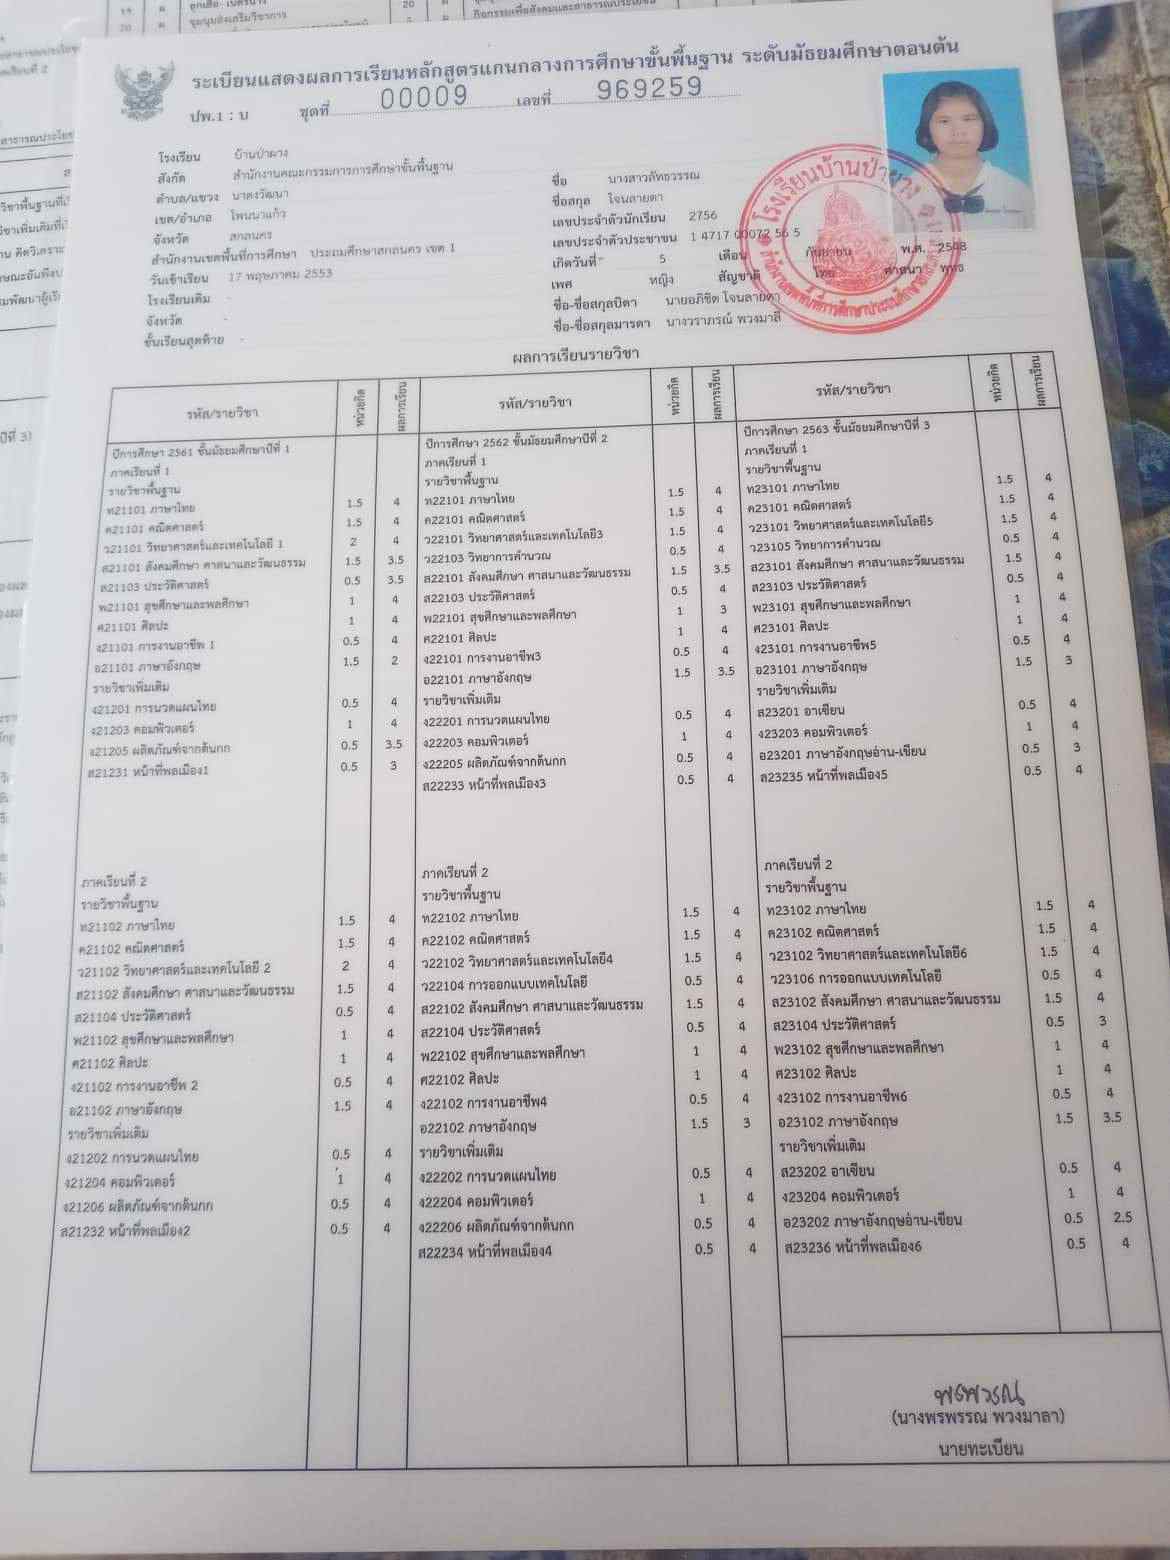 ระเบียนแสดงผลการเรียนหลักสูตรแกนกลางการศึกษาขั้นพื้นฐาน ระดับมัธยมศึกษาตอนต้น
ปพ.1 : บ ชุดที่ 00009 เลขที่ 969259
โรงเรียน บ้านป่าผาง
สังกัด สำนักงานคณะกรรมการการศึกษาขั้นพื้นฐาน
ตำบล/แขวง นาตงวัฒนา
เขต/อำเภอ โพนนาแก้ว
จังหวัด สกลนคร
สำนักงานเขตพื้นที่การศึกษา ประถมศึกษาสกลนคร เขต 1
วันเข้าเรียน 17 พฤษภาคม 2553
โรงเรียนเดิม -
จังหวัด -
ชั้นเรียนสุดท้าย -
ชื่อ นางสาวลัทธวรรณ
ชื่อสกุล โจนลายดา
เลขประจำตัวนักเรียน 2756
เลขประจำตัวประชาชน 1 4717 00072 56 5
เกิดวันที่ 5 เดือน กันยายน พ.ศ. 2548
เพศ หญิง สัญชาติ ไทย ศาสนา พุทธ
ชื่อ-ชื่อสกุลบิดา นายอภิชิต โจนลายดา
ชื่อ-ชื่อสกุลมารดา นางวราภรณ์ พวงมาลี
โรงเรียนบ้านป่าผาง
ผลการเรียนรายวิชา
รหัส/รายวิชา หน่วยกิต ผลการเรียน รหัส/รายวิชา หน่วยกิต ผลการเรียน รหัส/รายวิชา หน่วยกิต ผลการเรียน
ปีการศึกษา 2561 ชั้นมัธยมศึกษาปีที่ 1
ภาคเรียนที่ 1
รายวิชาพื้นฐาน
ท21101 ภาษาไทย 1.5 4
ค21101 คณิตศาสตร์ 1.5 4
ว21101 วิทยาศาสตร์และเทคโนโลยี 1 2 4
ส21101 สังคมศึกษา ศาสนาและวัฒนธรรม 1.5 3.5
ส21103 ประวัติศาสตร์ 0.5 3.5
พ21101 สุขศึกษาและพลศึกษา 1 4
ศ21101 ศิลปะ 1 4
ง21101 การงานอาชีพ 1 0.5 4
อ21101 ภาษาอังกฤษ 1.5 2
รายวิชาเพิ่มเติม
ง21201 การนวดแผนไทย 0.5 4
ง21203 คอมพิวเตอร์ 1 4
ง21205 ผลิตภัณฑ์จากต้นกก 0.5 3.5
ส21231 หน้าที่พลเมือง1 0.5 3
ภาคเรียนที่ 2
รายวิชาพื้นฐาน
ท21102 ภาษาไทย 1.5 4
ค21102 คณิตศาสตร์ 1.5 4
ว21102 วิทยาศาสตร์และเทคโนโลยี 2 2 4
ส21102 สังคมศึกษา ศาสนาและวัฒนธรรม 1.5 4
ส21104 ประวัติศาสตร์ 0.5 4
พ21102 สุขศึกษาและพลศึกษา 1 4
ศ21102 ศิลปะ 1 4
ง21102 การงานอาชีพ 2 0.5 4
อ21102 ภาษาอังกฤษ 1.5 4
รายวิชาเพิ่มเติม
ง21202 การนวดแผนไทย 0.5 4
ง21204 คอมพิวเตอร์ 1 4
ง21206 ผลิตภัณฑ์จากต้นกก 0.5 4
ส21232 หน้าที่พลเมือง2 0.5 4
ปีการศึกษา 2562 ชั้นมัธยมศึกษาปีที่ 2
ภาคเรียนที่ 1
รายวิชาพื้นฐาน
ท22101 ภาษาไทย 1.5 4
ค22101 คณิตศาสตร์ 1.5 4
ว22101 วิทยาศาสตร์และเทคโนโลยี3 1.5 4
ว22103 วิทยาการคำนวณ 0.5 4
ส22101 สังคมศึกษา ศาสนาและวัฒนธรรม 1.5 3.5
ส22103 ประวัติศาสตร์ 0.5 4
พ22101 สุขศึกษาและพลศึกษา 1 3
ศ22101 ศิลปะ 1 4
ง22101 การงานอาชีพ3 0.5 4
อ22101 ภาษาอังกฤษ 1.5 3.5
รายวิชาเพิ่มเติม
ง22201 การนวดแผนไทย 0.5 4
ง22203 คอมพิวเตอร์ 1 4
ง22205 ผลิตภัณฑ์จากต้นกก 0.5 4
ส22233 หน้าที่พลเมือง3 0.5 4
ภาคเรียนที่ 2
รายวิชาพื้นฐาน
ท22102 ภาษาไทย 1.5 4
ค22102 คณิตศาสตร์ 1.5 4
ว22102 วิทยาศาสตร์และเทคโนโลยี4 1.5 4
ว22104 การออกแบบเทคโนโลยี 0.5 4
ส22102 สังคมศึกษา ศาสนาและวัฒนธรรม 1.5 4
ส22104 ประวัติศาสตร์ 0.5 4
พ22102 สุขศึกษาและพลศึกษา 1 4
ศ22102 ศิลปะ 1 4
ง22102 การงานอาชีพ4 0.5 4
อ22102 ภาษาอังกฤษ 1.5 3
รายวิชาเพิ่มเติม
ง22202 การนวดแผนไทย 0.5 4
ง22204 คอมพิวเตอร์ 1 4
ง22206 ผลิตภัณฑ์จากต้นกก 0.5 4
ส22234 หน้าที่พลเมือง4 0.5 4
ปีการศึกษา 2563 ชั้นมัธยมศึกษาปีที่ 3
ภาคเรียนที่ 1
รายวิชาพื้นฐาน
ท23101 ภาษาไทย 1.5 4
ค23101 คณิตศาสตร์ 1.5 4
ว23101 วิทยาศาสตร์และเทคโนโลยี5 1.5 4
ว23105 วิทยาการคำนวณ 0.5 4
ส23101 สังคมศึกษา ศาสนาและวัฒนธรรม 1.5 4
ส23103 ประวัติศาสตร์ 0.5 4
พ23101 สุขศึกษาและพลศึกษา 1 4
ศ23101 ศิลปะ 1 4
ง23101 การงานอาชีพ5 0.5 4
อ23101 ภาษาอังกฤษ 1.5 3
รายวิชาเพิ่มเติม
ส23201 อาเซียน 0.5 4
ง23203 คอมพิวเตอร์ 1 4
อ23201 ภาษาอังกฤษอ่าน-เขียน 0.5 3
ส23235 หน้าที่พลเมือง5 0.5 4
ภาคเรียนที่ 2
รายวิชาพื้นฐาน
ท23102 ภาษาไทย 1.5 4
ค23102 คณิตศาสตร์ 1.5 4
ว23102 วิทยาศาสตร์และเทคโนโลยี6 1.5 4
ว23106 การออกแบบเทคโนโลยี 0.5 4
ส23102 สังคมศึกษา ศาสนาและวัฒนธรรม 1.5 4
ส23104 ประวัติศาสตร์ 0.5 3
พ23102 สุขศึกษาและพลศึกษา 1 4
ศ23102 ศิลปะ 1 4
ง23102 การงานอาชีพ6 0.5 4
อ23102 ภาษาอังกฤษ 1.5 3.5
รายวิชาเพิ่มเติม
ส23202 อาเซียน 0.5 4
ง23204 คอมพิวเตอร์ 1 4
อ23202 ภาษาอังกฤษอ่าน-เขียน 0.5 2.5
ส23236 หน้าที่พลเมือง6 0.5 4
พรพวรณ
(นางพรพรรณ พวงมาลา)
นายทะเบียน